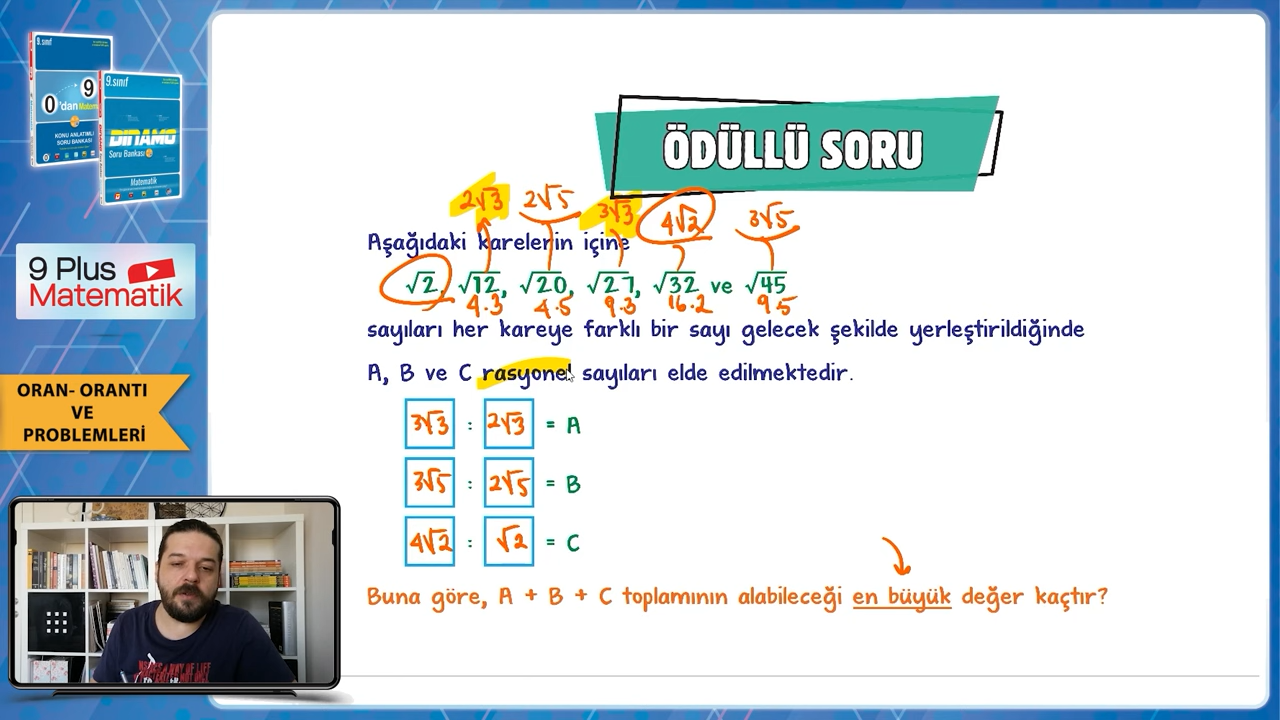 9.sınıf
0'dan 9
KONU ANLATIMLI
SORU BANKASI
9.sınıf
DİNAMO
Soru Bankası
Matematik
9 Plus
Matematik
ORAN- ORANTI
VE
PROBLEMLERİ
ÖDÜLLÜ SORU
2√3 2√5 3√3 4√2 3√5
Aşağıdaki karelerin içine
√2, √12, √20, √27, √32 ve √45
4.3 4.5 9.3 16.2 9.5
sayıları her kareye farklı bir sayı gelecek şekilde yerleştirildiğinde
A, B ve C rasyonel sayıları elde edilmektedir.
3√3 : 2√3 = A
3√5 : 2√5 = B
4√2 : √2 = C
Buna göre, A + B + C toplamının alabileceği en büyük değer kaçtır?